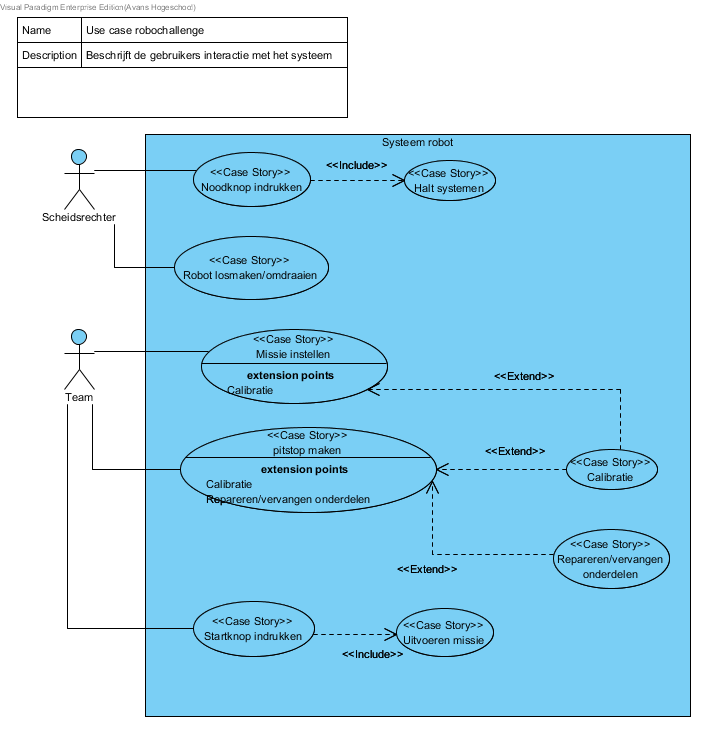 Visual Paradigm Enterprise Edition(Avans Hogeschool)
Name
Use case robochallenge
Description
Beschrijft de gebruikers interactie met het systeem
Systeem robot
Scheidsrechter
<<Case Story>>
Noodknop indrukken
<<Include>>
<<Case Story>>
Halt systemen
<<Case Story>>
Robot losmaken/omdraaien
Team
<<Case Story>>
Missie instellen
extension points
Calibratie
<<Extend>>
<<Case Story>>
pitstop maken
extension points
Calibratie
Repareren/vervangen onderdelen
<<Extend>>
<<Case Story>>
Calibratie
<<Extend>>
<<Case Story>>
Repareren/vervangen
onderdelen
<<Case Story>>
Startknop indrukken
<<Include>>
<<Case Story>>
Uitvoeren missie